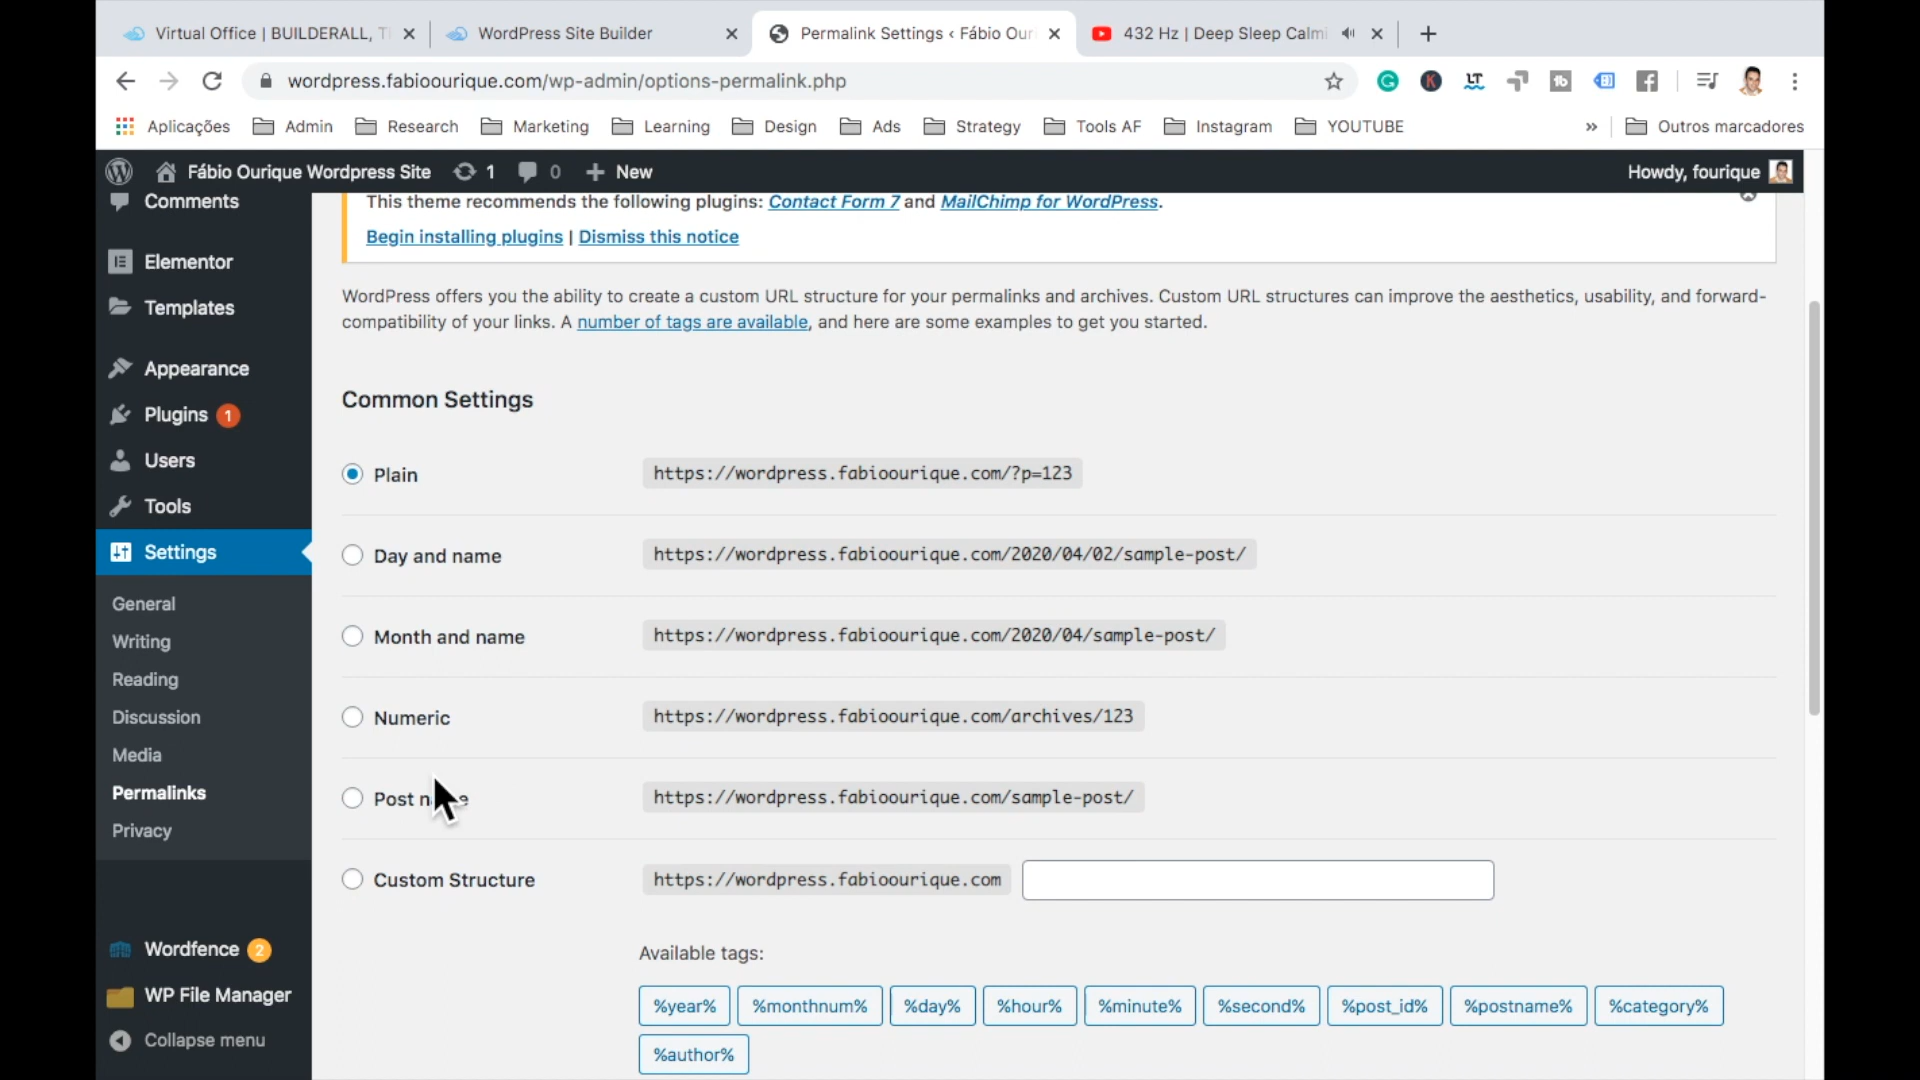 Virtual Office | BUILDERALL, T
WordPress Site Builder
Permalink Settings ‹ Fábio Our
432 Hz | Deep Sleep Calmi
wordpress.fabioourique.com/wp-admin/options-permalink.php
Aplicações
Admin
Research
Marketing
Learning
Design
Ads
Strategy
Tools AF
Instagram
YOUTUBE
»
Outros marcadores
Fábio Ourique Wordpress Site
1
0
New
Howdy, fourique
Comments
Elementor
Templates
Appearance
Plugins 1
Users
Tools
Settings
General
Writing
Reading
Discussion
Media
Permalinks
Privacy
Wordfence 2
WP File Manager
Collapse menu
This theme recommends the following plugins: Contact Form 7 and MailChimp for WordPress.
Begin installing plugins | Dismiss this notice
WordPress offers you the ability to create a custom URL structure for your permalinks and archives. Custom URL structures can improve the aesthetics, usability, and forward-
compatibility of your links. A number of tags are available, and here are some examples to get you started.
Common Settings
Plain https://wordpress.fabioourique.com/?p=123
Day and name https://wordpress.fabioourique.com/2020/04/02/sample-post/
Month and name https://wordpress.fabioourique.com/2020/04/sample-post/
Numeric https://wordpress.fabioourique.com/archives/123
Post name https://wordpress.fabioourique.com/sample-post/
Custom Structure https://wordpress.fabioourique.com
Available tags:
%year% %monthnum% %day% %hour% %minute% %second% %post_id% %postname% %category%
%author%